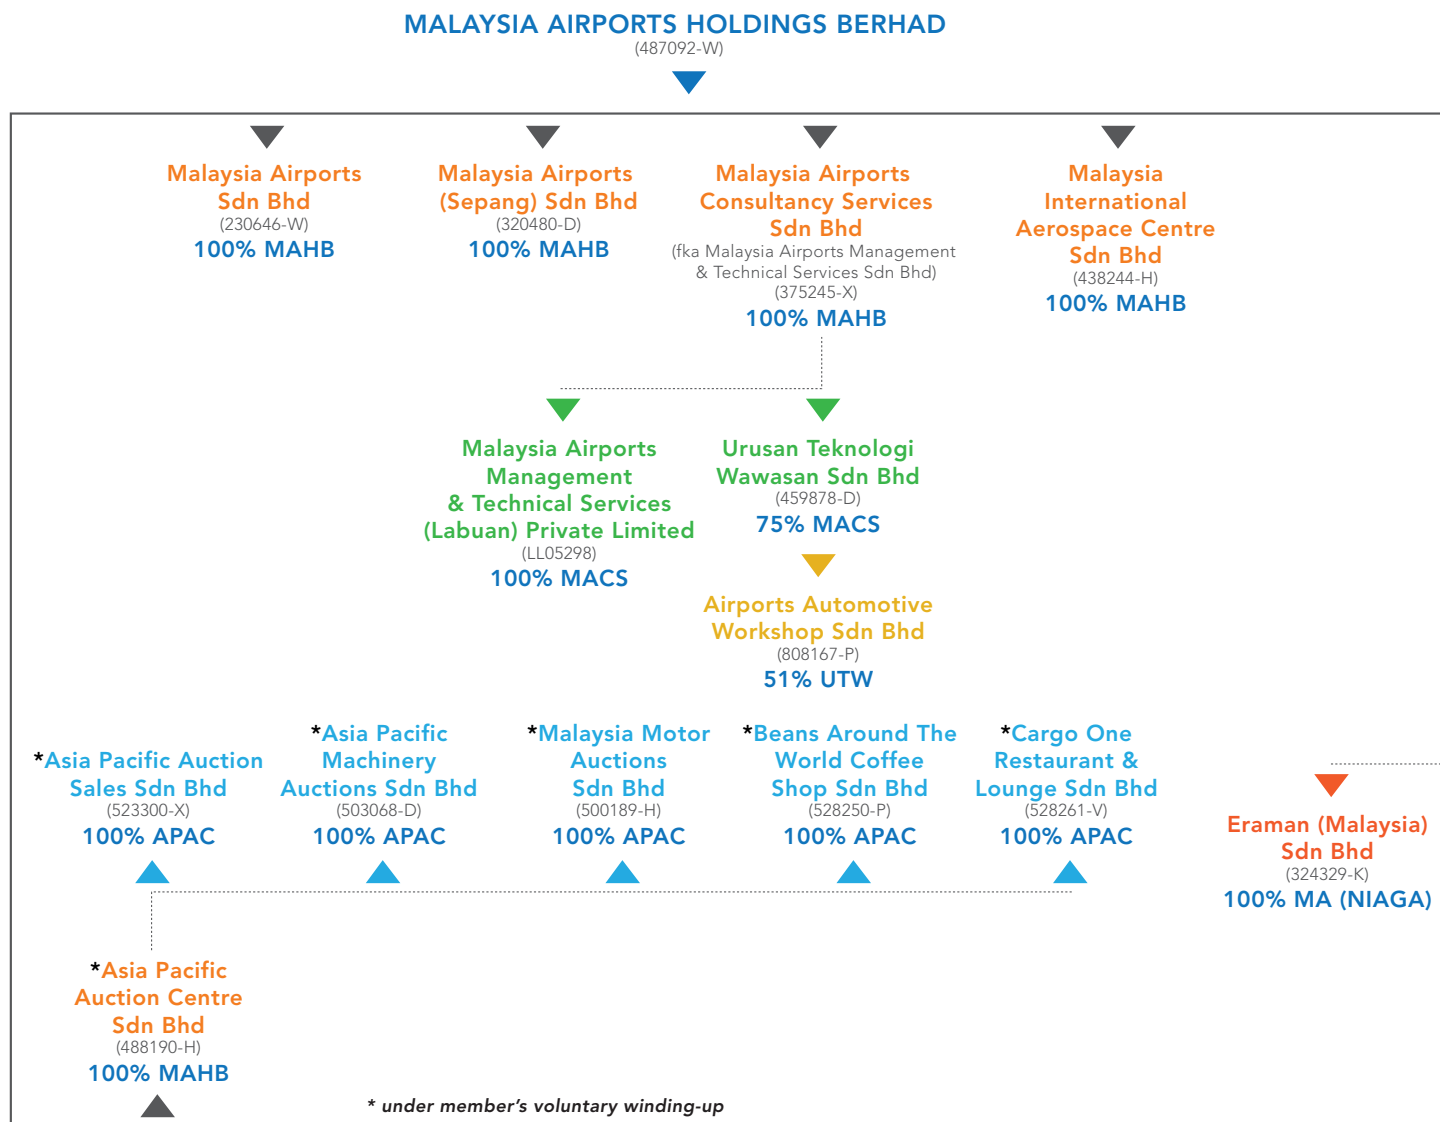 MALAYSIA AIRPORTS HOLDINGS BERHAD
(487092-W)
Malaysia Airports
Sdn Bhd
(230646-W)
100% MAHB
Malaysia Airports
(Sepang) Sdn Bhd
(320480-D)
100% MAHB
Malaysia Airports
Consultancy Services
Sdn Bhd
(fka Malaysia Airports Management
& Technical Services Sdn Bhd)
(375245-X)
100% MAHB
Malaysia
International
Aerospace Centre
Sdn Bhd
(438244-H)
100% MAHB
Malaysia Airports
Management
& Technical Services
(Labuan) Private Limited
(LL05298)
100% MACS
Urusan Teknologi
Wawasan Sdn Bhd
(459878-D)
75% MACS
Airports Automotive
Workshop Sdn Bhd
(808167-P)
51% UTW
*Asia Pacific Auction
Sales Sdn Bhd
(523300-X)
100% APAC
*Asia Pacific
Machinery
Auctions Sdn Bhd
(503068-D)
100% APAC
*Malaysia Motor
Auctions
Sdn Bhd
(500189-H)
100% APAC
*Beans Around The
World Coffee
Shop Sdn Bhd
(528250-P)
100% APAC
*Cargo One
Restaurant &
Lounge Sdn Bhd
(528261-V)
100% APAC
Eraman (Malaysia)
Sdn Bhd
(324329-K)
100% MA (NIAGA)
*Asia Pacific
Auction Centre
Sdn Bhd
(488190-H)
100% MAHB
* under member's voluntary winding-up